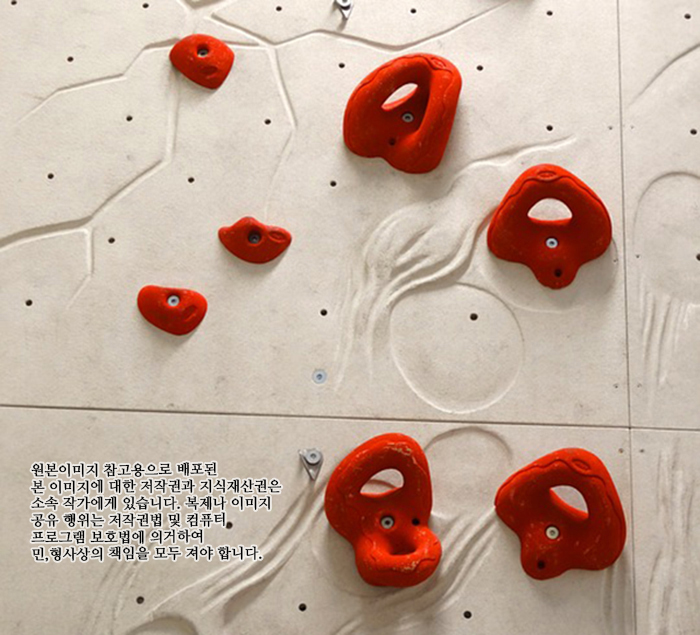 원본이미지 참고용으로 배포된
본 이미지에 대한 저작권과 지식재산권은
소속 작가에게 있습니다. 복제나 이미지
공유 행위는 저작권법 및 컴퓨터
프로그램 보호법에 의거하여
민,형사상의 책임을 모두 져야 합니다.